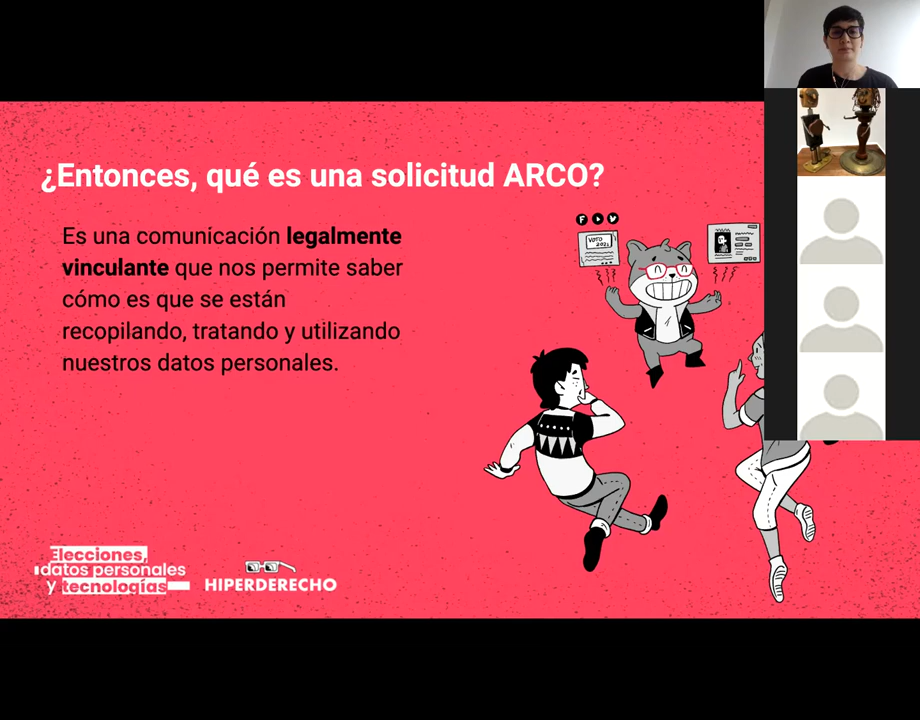 ¿Entonces, qué es una solicitud ARCO?
Es una comunicación legalmente
vinculante que nos permite saber
cómo es que se están
recopilando, tratando y utilizando
nuestros datos personales.
VOTO
2021
Elecciones,
datos personales
y tecnologías
HIPERDERECHO